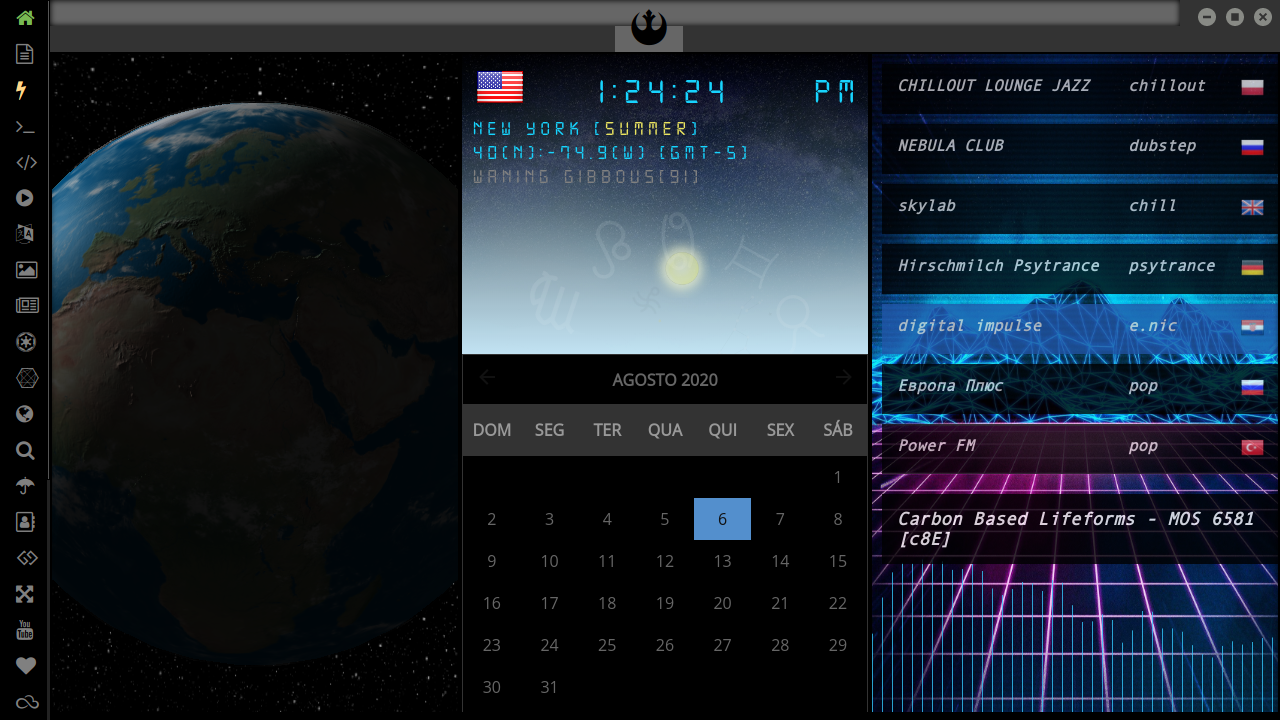 1:24:24 PM
NEW YORK (SUMMER)
40(N):-74.9(W) (GMT-5)
WANING GIBBOUS(91)
AGOSTO 2020
DOM SEG TER QUA QUI SEX SÁB
1
2 3 4 5 6 7 8
9 10 11 12 13 14 15
16 17 18 19 20 21 22
23 24 25 26 27 28 29
30 31
CHILLOUT LOUNGE JAZZ chillout
NEBULA CLUB dubstep
skylab chill
Hirschmilch Psytrance psytrance
digital impulse e.nic
Европа Плюс pop
Power FM pop
Carbon Based Lifeforms - MOS 6581
[c8E]
You
Tube